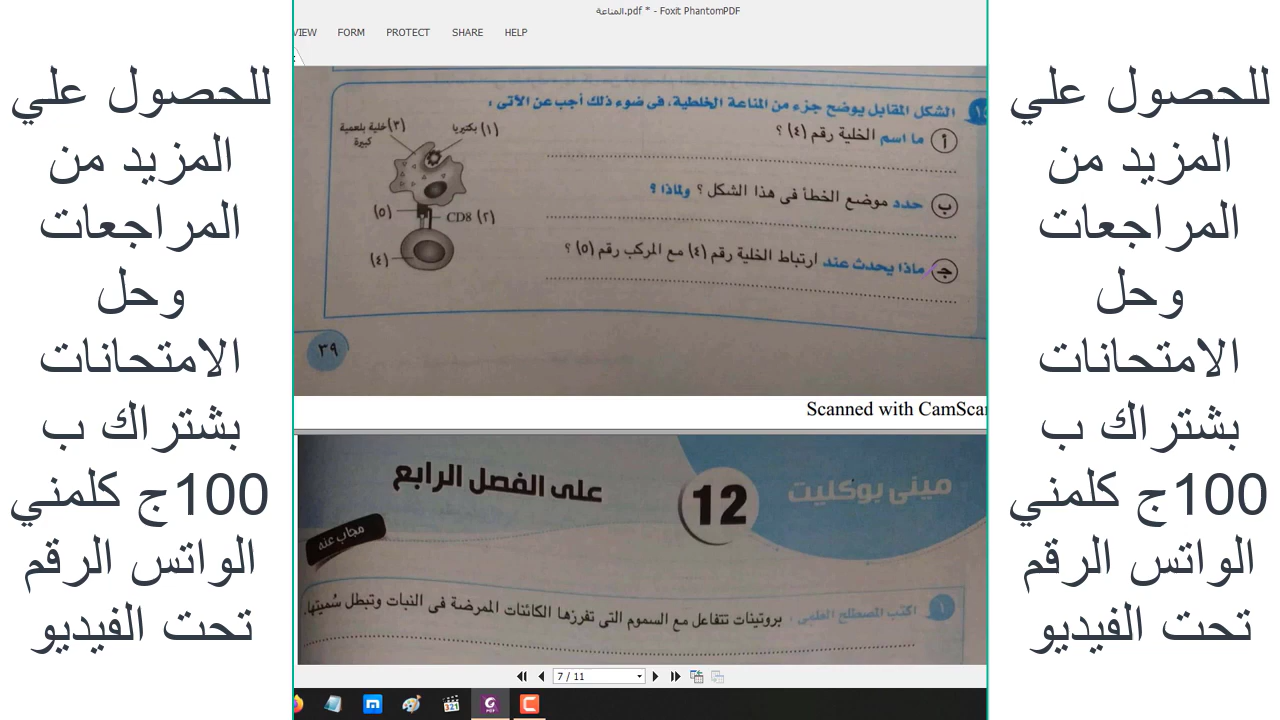 المناعة.pdf * - Foxit PhantomPDF
VIEW FORM PROTECT SHARE HELP
للحصول علي
المزيد من
المراجعات
وحل
الامتحانات
بشتراك ب
100ج كلمني
الواتس الرقم
تحت الفيديو
الشكل المقابل يوضح جزء من المناعة الخلطية، فى ضوء ذلك أجب عن الآتى :
أ ما اسم الخلية رقم (٤) ؟
ب حدد موضع الخطأ فى هذا الشكل ؟ ولماذا ؟
جـ ماذا يحدث عند ارتباط الخلية رقم (٤) مع المركب رقم (٥) ؟
(١) بكتيريا
(٣) خلية بلعمية
كبيرة
CD8 (٢)
(٥)
(٤)
٣٩
Scanned with CamScan
مينى بوكليت 12 على الفصل الرابع
مجاب عنه
١ اكتب المصطلح العلمى : بروتينات تتفاعل مع السموم التى تفرزها الكائنات الممرضة فى النبات وتبطل سُميتها.
7 / 11
للحصول علي
المزيد من
المراجعات
وحل
الامتحانات
بشتراك ب
100ج كلمني
الواتس الرقم
تحت الفيديو